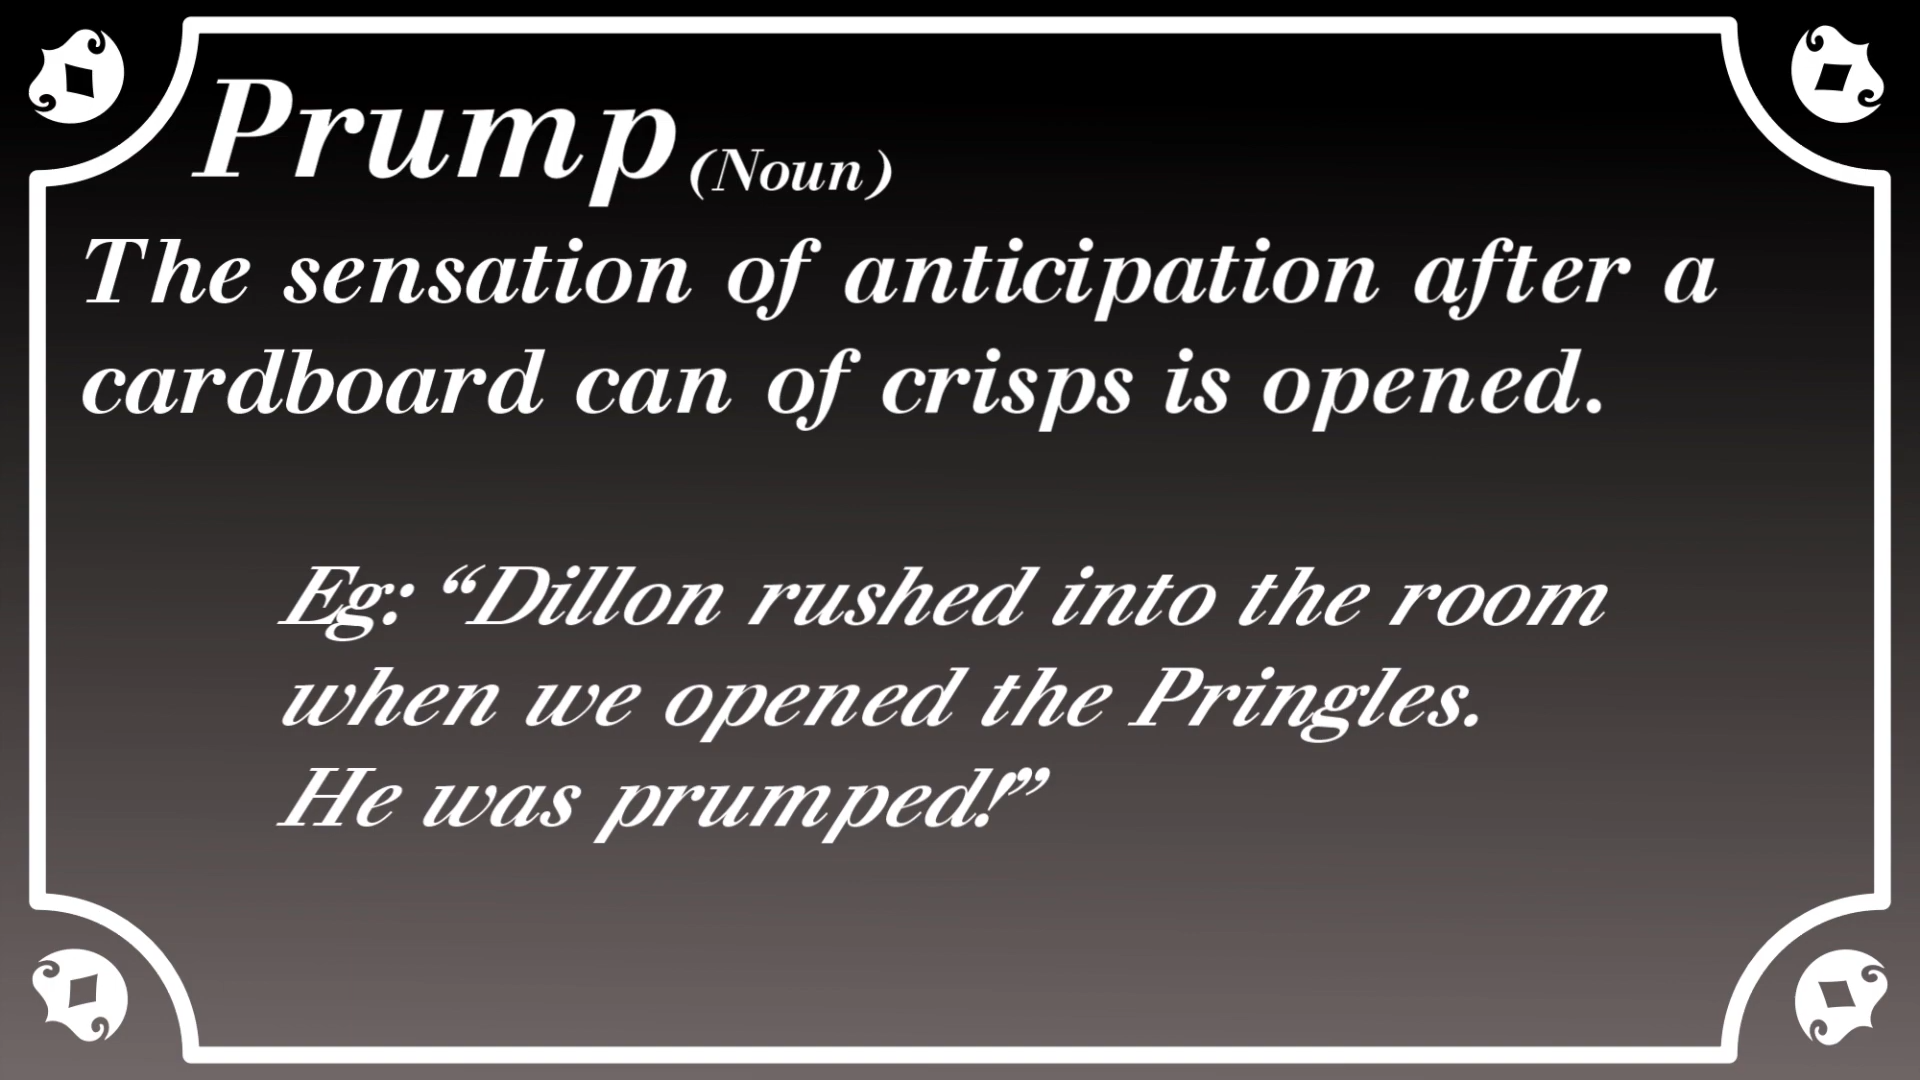 Prump (Noun)
The sensation of anticipation after a
cardboard can of crisps is opened.
Eg: “Dillon rushed into the room
when we opened the Pringles.
He was prumped!”